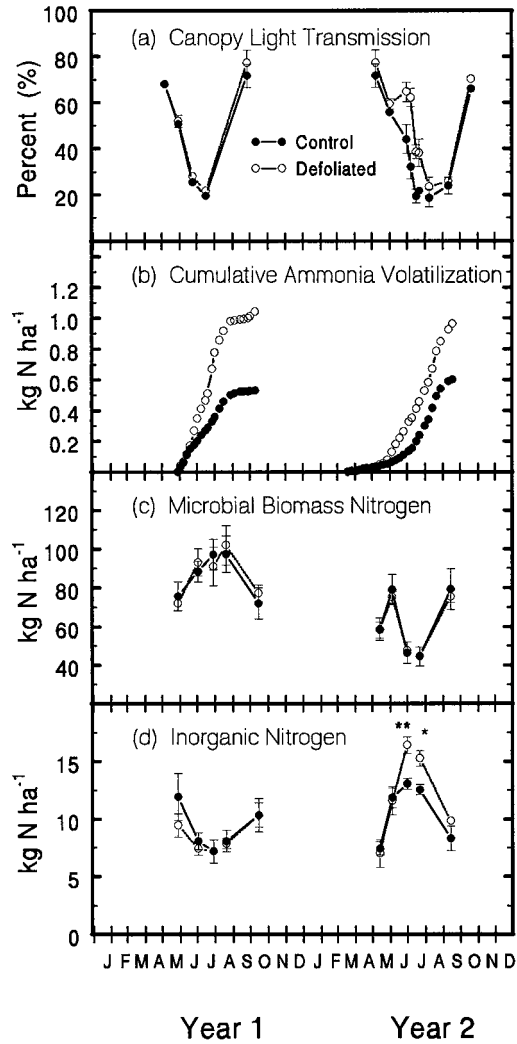 100
80
60
40
20
Percent (%)
(a) Canopy Light Transmission
Control
Defoliated
1.2
1.0
0.8
0.6
0.4
0.2
kg N ha-1
(b) Cumulative Ammonia Volatilization
120
100
80
60
40
kg N ha-1
(c) Microbial Biomass Nitrogen
15
10
5
0
kg N ha-1
(d) Inorganic Nitrogen
** *
J F M A M J J A S O N D J F M A M J J A S O N D
Year 1 Year 2